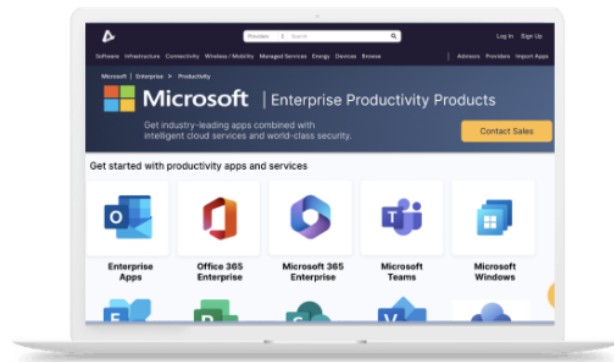 Providers Search
Log In Sign Up
Software Infrastructure Connectivity Wireless/Mobility Managed Services Energy Devices Browse | Advisors Providers Import Apps
Microsoft | Enterprise > Productivity
Microsoft | Enterprise Productivity Products
Get industry-leading apps combined with
intelligent cloud services and world-class security.
Contact Sales
Get started with productivity apps and services
O
T
Enterprise
Apps
Office 365
Enterprise
Microsoft 365
Enterprise
Microsoft
Teams
Microsoft
Windows
E
P
S
V